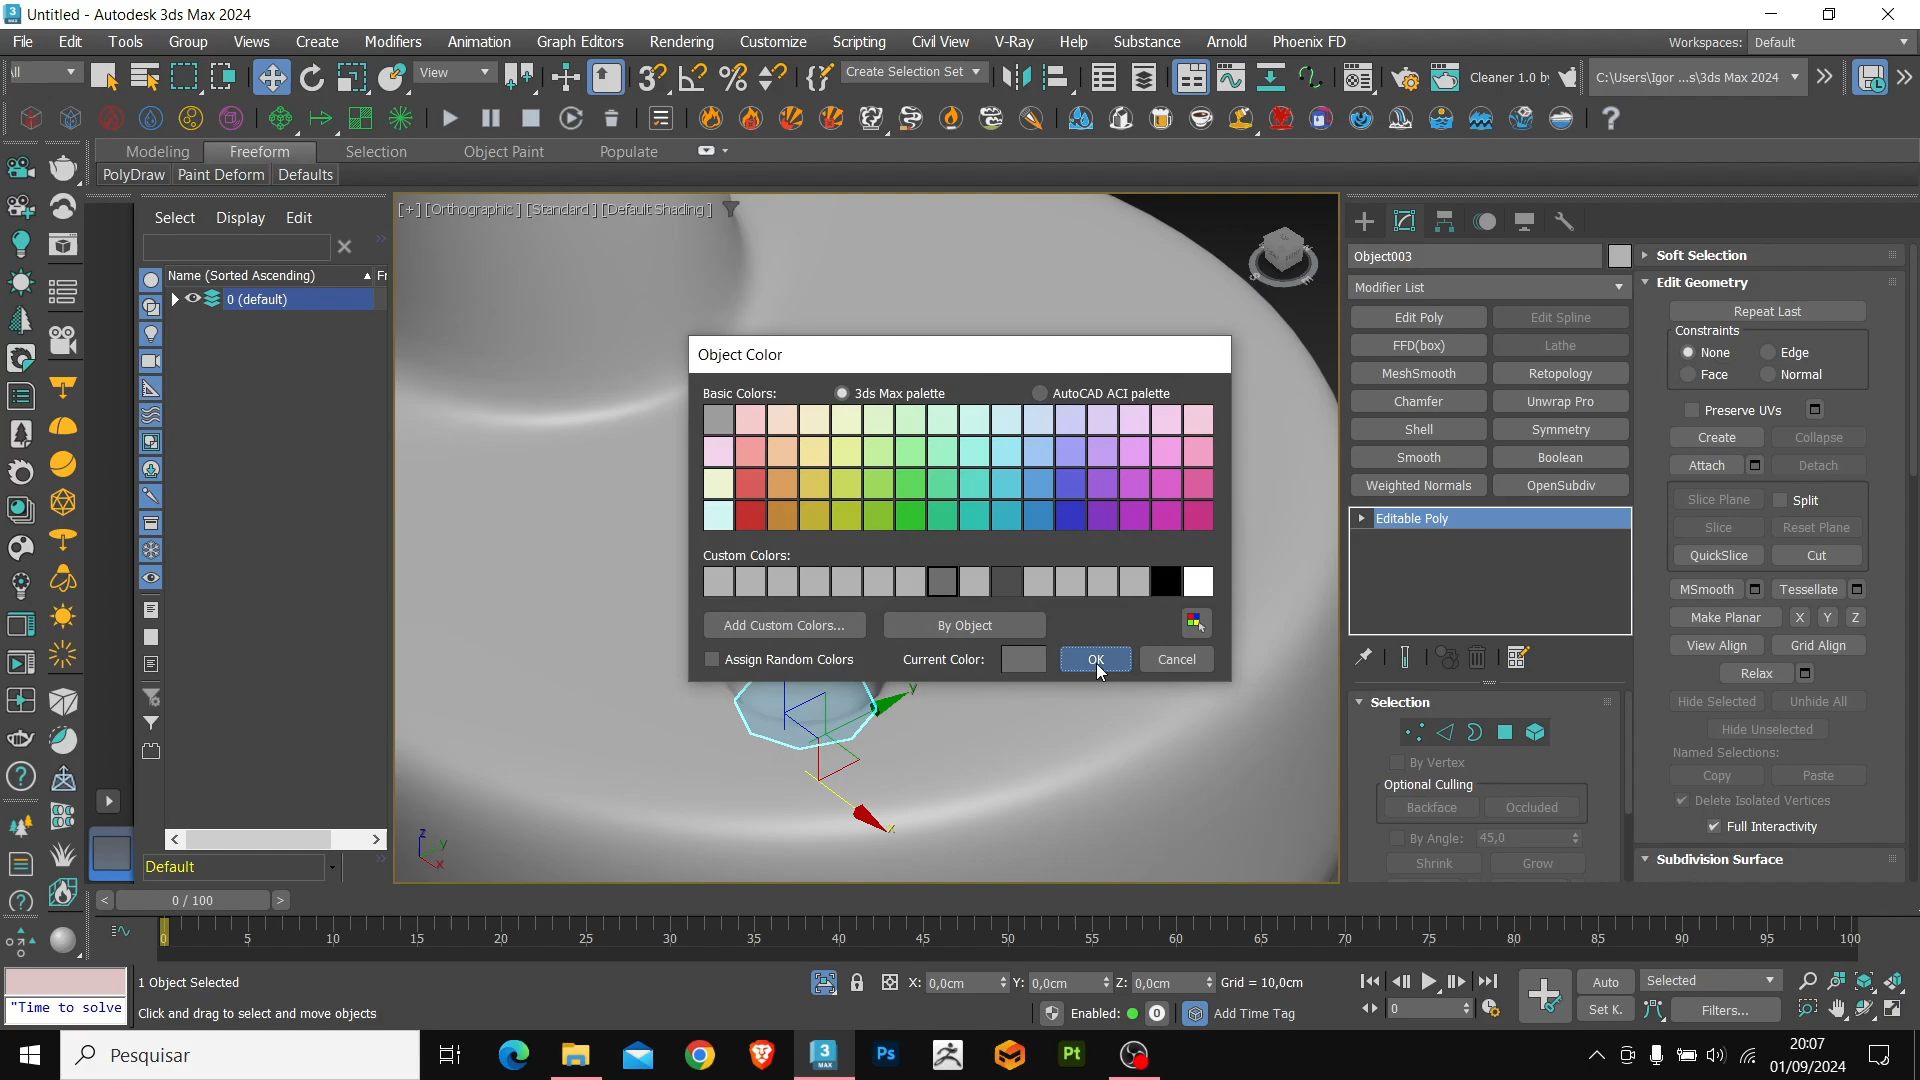 Untitled - Autodesk 3ds Max 2024
File Edit Tools Group Views Create Modifiers Animation Graph Editors Rendering Customize Scripting Civil View V-Ray Help Substance Arnold Phoenix FD Workspaces: Default
View Create Selection Set Cleaner 1.0 by C:\Users\Igor ...s\3ds Max 2024
Modeling Freeform Selection Object Paint Populate
PolyDraw Paint Deform Defaults
Select Display Edit
[+] [Orthographic] [Standard] [Default Shading]
Name (Sorted Ascending) Fr
0 (default)
Object Color
Basic Colors: 3ds Max palette AutoCAD ACI palette
Custom Colors:
Add Custom Colors... By Object
Assign Random Colors Current Color: OK Cancel
y
x
z
y
x
Default
Object003
Modifier List
Edit Poly Edit Spline
FFD(box) Lathe
MeshSmooth Retopology
Chamfer Unwrap Pro
Shell Symmetry
Smooth Boolean
Weighted Normals OpenSubdiv
Editable Poly
Selection
By Vertex
Optional Culling
Backface Occluded
By Angle: 45,0
Shrink Grow
Soft Selection
Edit Geometry
Repeat Last
Constraints
None Edge
Face Normal
Preserve UVs
Create Collapse
Attach Detach
Slice Plane Split
Slice Reset Plane
QuickSlice Cut
MSmooth Tessellate
Make Planar X Y Z
View Align Grid Align
Relax
Hide Selected Unhide All
Hide Unselected
Named Selections:
Copy Paste
Delete Isolated Vertices
Full Interactivity
Subdivision Surface
< 0 / 100 >
0 5 10 15 20 25 30 35 40 45 50 55 60 65 70 75 80 85 90 95 100
1 Object Selected X: 0,0cm Y: 0,0cm Z: 0,0cm Grid = 10,0cm Auto Selected
"Time to solve Click and drag to select and move objects Enabled: 0 Add Time Tag 0 Set K. Filters...
Pesquisar
20:07
01/09/2024